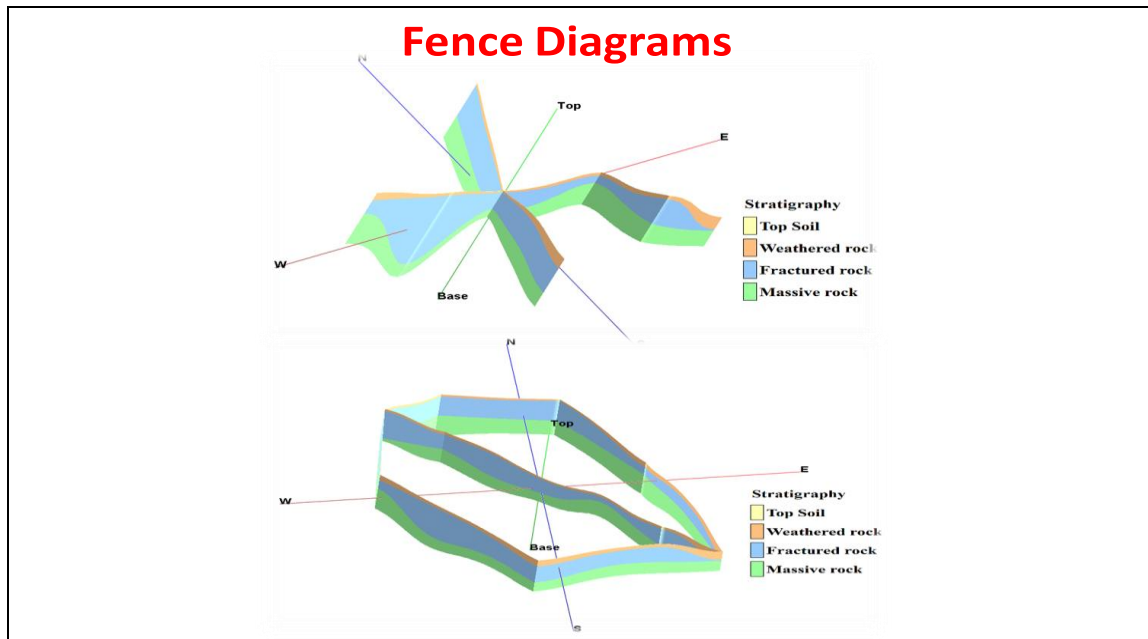 Fence Diagrams
N
Top
E
Stratigraphy
Top Soil
Weathered rock
Fractured rock
Massive rock
W
Base
N
Top
E
W
Stratigraphy
Top Soil
Weathered rock
Fractured rock
Massive rock
Base
S